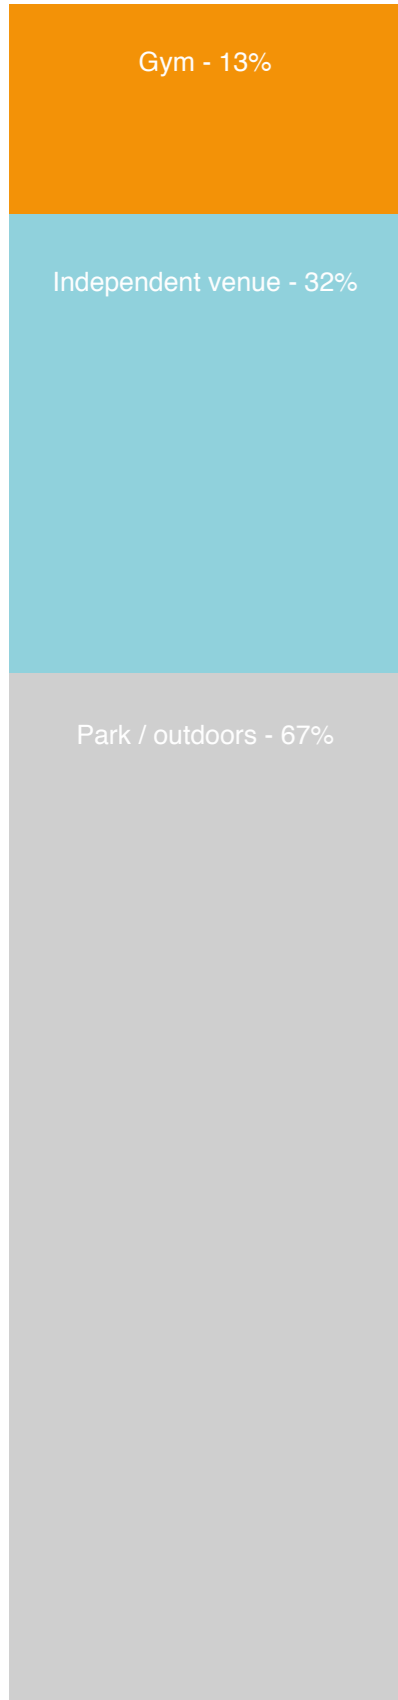 Gym - 13%
Independent venue - 32%
Park / outdoors - 67%